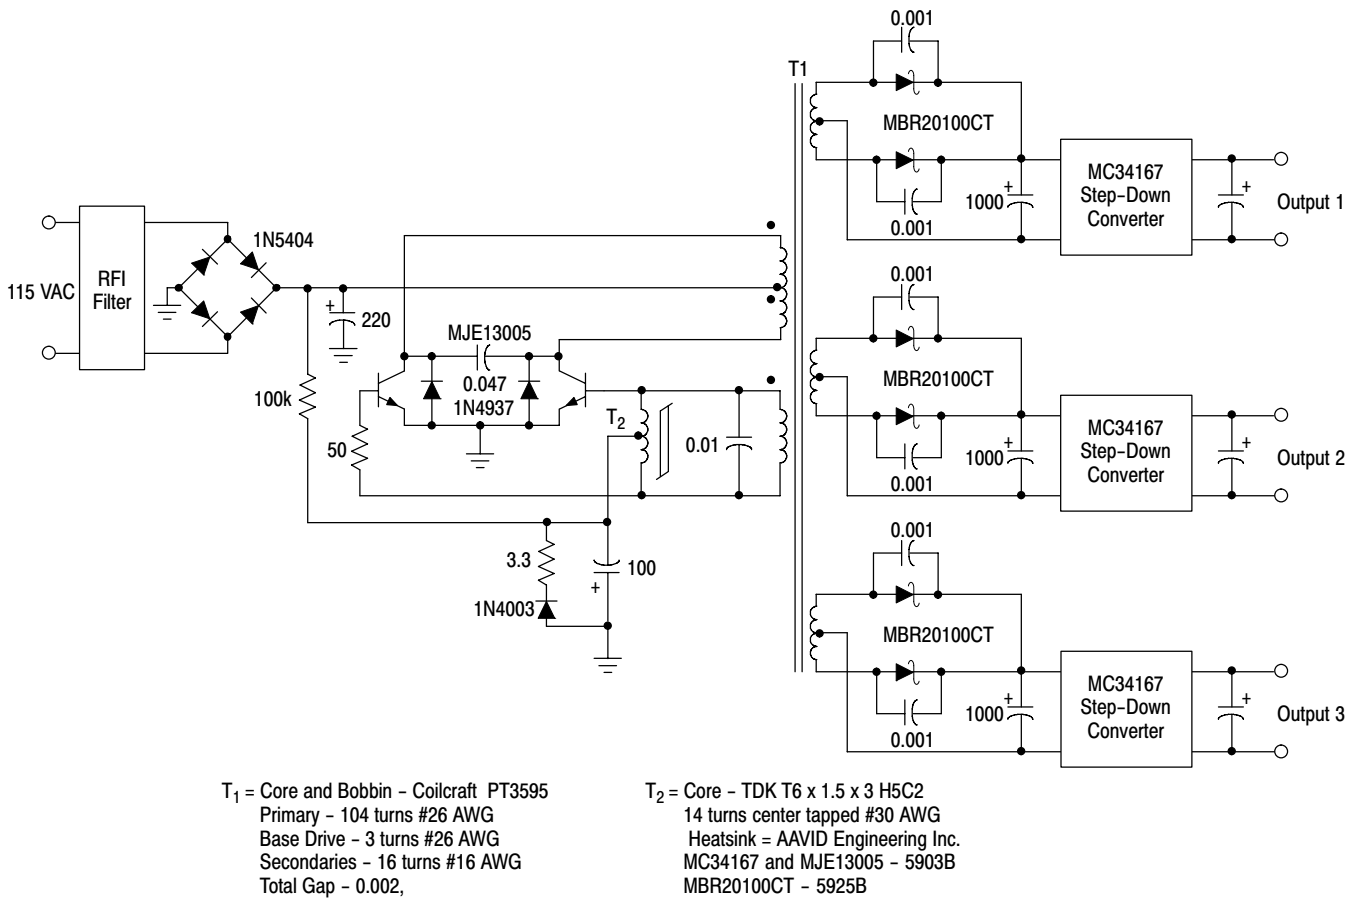 0.001
T1
MBR20100CT
0.001
1000
+
MC34167
Step-Down
Converter
+
Output 1
115 VAC
RFI
Filter
1N5404
+
220
100k
MJE13005
0.047
1N4937
50
T2
0.01
3.3
1N4003
100
+
0.001
MBR20100CT
0.001
1000
+
MC34167
Step-Down
Converter
+
Output 2
0.001
MBR20100CT
0.001
1000
+
MC34167
Step-Down
Converter
+
Output 3
T1 = Core and Bobbin - Coilcraft PT3595
Primary - 104 turns #26 AWG
Base Drive - 3 turns #26 AWG
Secondaries - 16 turns #16 AWG
Total Gap - 0.002,
T2 = Core - TDK T6 x 1.5 x 3 H5C2
14 turns center tapped #30 AWG
Heatsink = AAVID Engineering Inc.
MC34167 and MJE13005 - 5903B
MBR20100CT - 5925B